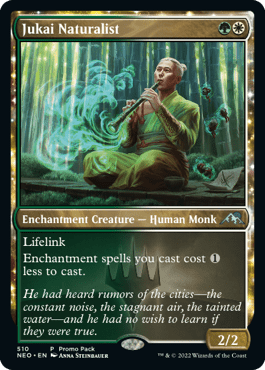 Jukai Naturalist
Enchantment Creature — Human Monk
Lifelink
Enchantment spells you cast cost 1
less to cast.
He had heard rumors of the cities—the
constant noise, the stagnant air, the tainted
water—and he had no wish to learn if
they were true.
2/2
510 P Promo Pack
NEO • EN Anna Steinbauer
™ & © 2022 Wizards of the Coast